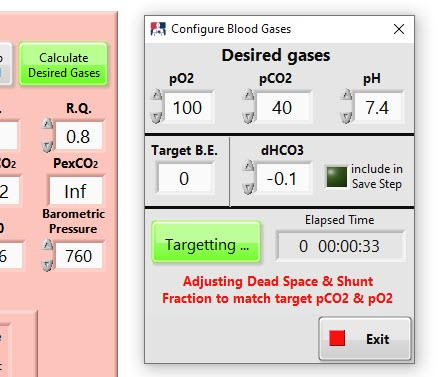 Calculate
Desired Gases
R.Q.
0.8
PexCO2
2
Inf
Barometric
Pressure
6
760
Configure Blood Gases
Desired gases
pO2 pCO2 pH
100 40 7.4
Target B.E. dHCO3
0 -0.1
include in
Save Step
Elapsed Time
Targetting ...
0 00:00:33
Adjusting Dead Space & Shunt
Fraction to match target pCO2 & pO2
Exit